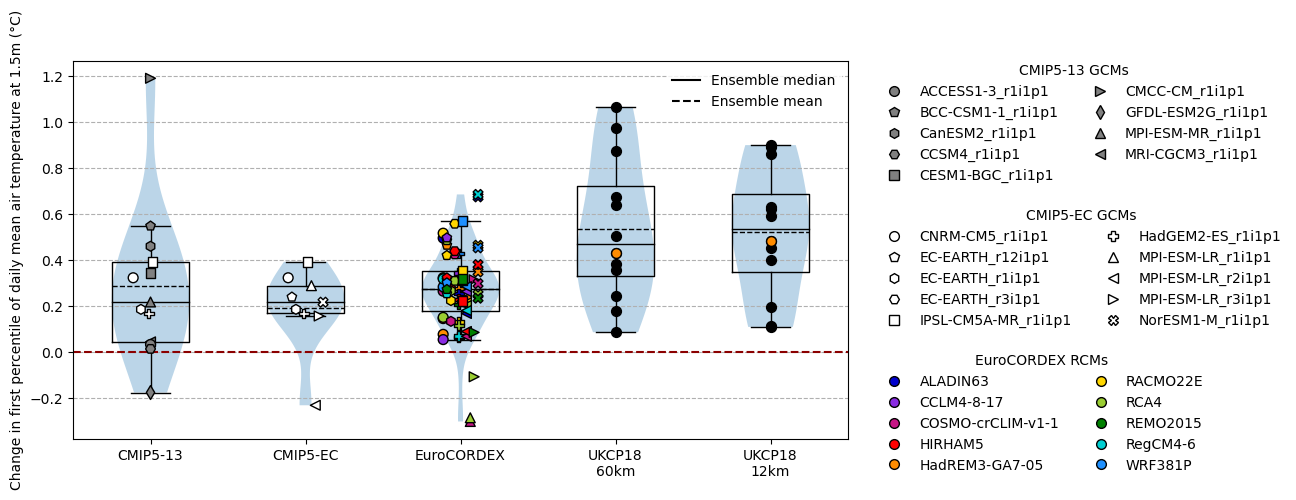 Change in first percentile of daily mean air temperature at 1.5m (°C)
1.2
1.0
0.8
0.6
0.4
0.2
0.0
−0.2
CMIP5-13
CMIP5-EC
EuroCORDEX
UKCP18
60km
UKCP18
12km
Ensemble median
Ensemble mean
CMIP5-13 GCMs
ACCESS1-3_r1i1p1
BCC-CSM1-1_r1i1p1
CanESM2_r1i1p1
CCSM4_r1i1p1
CESM1-BGC_r1i1p1
CMCC-CM_r1i1p1
GFDL-ESM2G_r1i1p1
MPI-ESM-MR_r1i1p1
MRI-CGCM3_r1i1p1
CMIP5-EC GCMs
CNRM-CM5_r1i1p1
EC-EARTH_r12i1p1
EC-EARTH_r1i1p1
EC-EARTH_r3i1p1
IPSL-CM5A-MR_r1i1p1
HadGEM2-ES_r1i1p1
MPI-ESM-LR_r1i1p1
MPI-ESM-LR_r2i1p1
MPI-ESM-LR_r3i1p1
NorESM1-M_r1i1p1
EuroCORDEX RCMs
ALADIN63
CCLM4-8-17
COSMO-crCLIM-v1-1
HIRHAM5
HadREM3-GA7-05
RACMO22E
RCA4
REMO2015
RegCM4-6
WRF381P